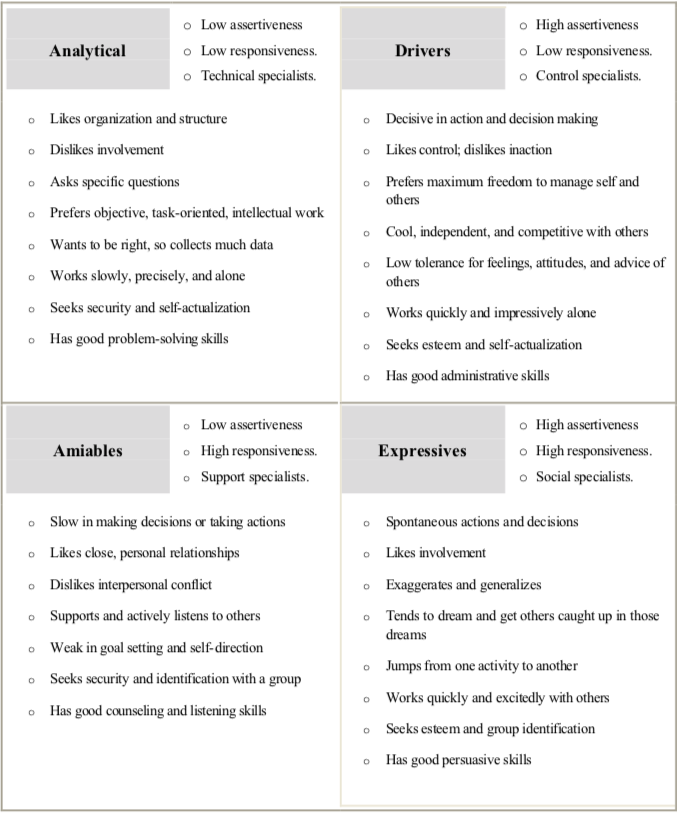 Analytical
○ Low assertiveness
○ Low responsiveness.
○ Technical specialists.
○ Likes organization and structure
○ Dislikes involvement
○ Asks specific questions
○ Prefers objective, task-oriented, intellectual work
○ Wants to be right, so collects much data
○ Works slowly, precisely, and alone
○ Seeks security and self-actualization
○ Has good problem-solving skills
Drivers
○ High assertiveness
○ Low responsiveness.
○ Control specialists.
○ Decisive in action and decision making
○ Likes control; dislikes inaction
○ Prefers maximum freedom to manage self and
others
○ Cool, independent, and competitive with others
○ Low tolerance for feelings, attitudes, and advice of
others
○ Works quickly and impressively alone
○ Seeks esteem and self-actualization
○ Has good administrative skills
Amiables
○ Low assertiveness
○ High responsiveness.
○ Support specialists.
○ Slow in making decisions or taking actions
○ Likes close, personal relationships
○ Dislikes interpersonal conflict
○ Supports and actively listens to others
○ Weak in goal setting and self-direction
○ Seeks security and identification with a group
○ Has good counseling and listening skills
Expressives
○ High assertiveness
○ High responsiveness.
○ Social specialists.
○ Spontaneous actions and decisions
○ Likes involvement
○ Exaggerates and generalizes
○ Tends to dream and get others caught up in those
dreams
○ Jumps from one activity to another
○ Works quickly and excitedly with others
○ Seeks esteem and group identification
○ Has good persuasive skills